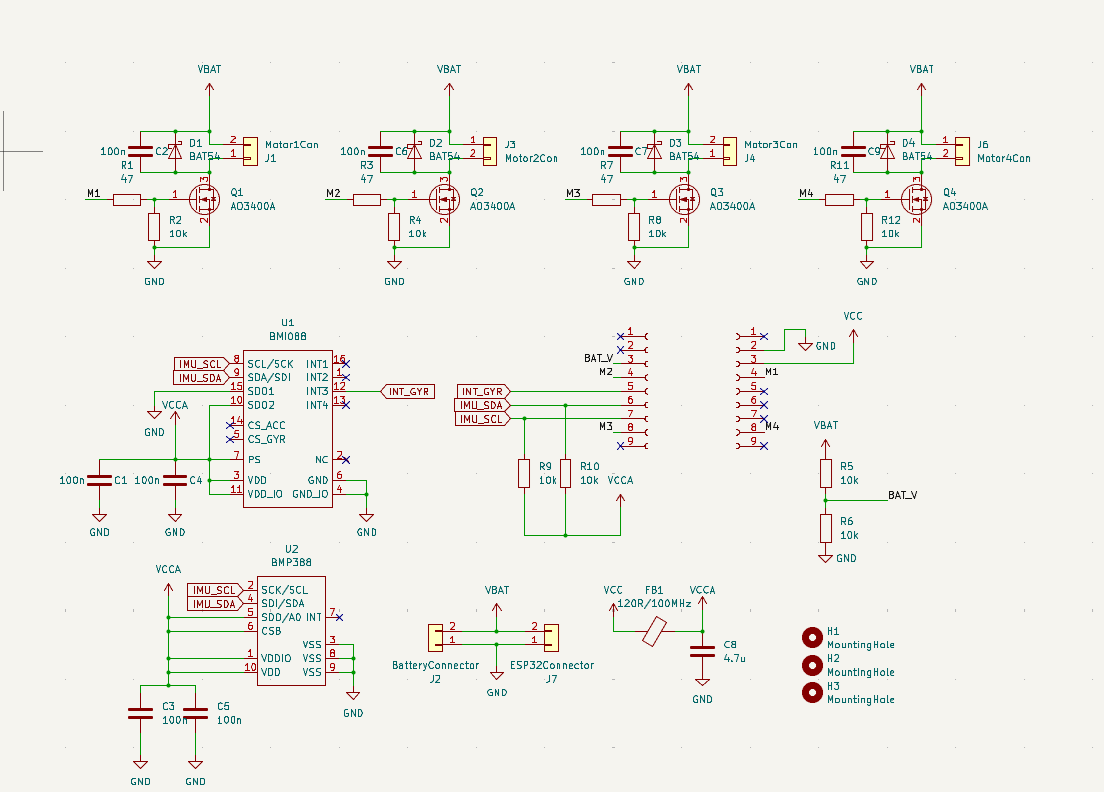 VBAT
100n C2
D1
BAT54
2
1
Motor1Con
J1
R1
47
M1
1
3
2
Q1
AO3400A
R2
10k
GND
VBAT
100n C6
D2
BAT54
1
2
J3
Motor2Con
R3
47
M2
1
3
2
Q2
AO3400A
R4
10k
GND
VBAT
100n C7
D3
BAT54
2
1
Motor3Con
J4
R7
47
M3
1
3
2
Q3
AO3400A
R8
10k
GND
VBAT
100n C9
D4
BAT54
1
2
J6
Motor4Con
R11
47
M4
1
3
2
Q4
AO3400A
R12
10k
GND
U1
BMI088
IMU_SCL 8 SCL/SCK INT1 16
IMU_SDA 9 SDA/SDI INT2 1
15 SDO1 INT3 12 INT_GYR
10 SDO2 INT4 13
14 CS_ACC
5 CS_GYR
7 PS NC 2
3 VDD GND 6
11 VDD_IO GND_IO 4
GND
VCCA
100n C1
100n C4
GND
GND
GND
1
2
BAT_V 3
M2 4
INT_GYR 5
IMU_SDA 6
IMU_SCL 7
M3 8
9
R9
10k
R10
10k
VCCA
1
2 GND
3 VCC
4 M1
5
6
7
8 M4
9
VBAT
R5
10k
BAT_V
R6
10k
GND
U2
BMP388
VCCA
IMU_SCL 2 SCK/SCL
IMU_SDA 4 SDI/SDA
5 SDO/A0 INT 7
6 CSB
VSS 3
1 VDDIO VSS 8
10 VDD VSS 9
GND
C3
100n
C5
100n
GND
GND
VBAT
2 2
1 1
BatteryConnector
J2
ESP32Connector
J7
GND
VCC
FB1
120R/100MHz
VCCA
C8
4.7u
GND
H1
MountingHole
H2
MountingHole
H3
MountingHole